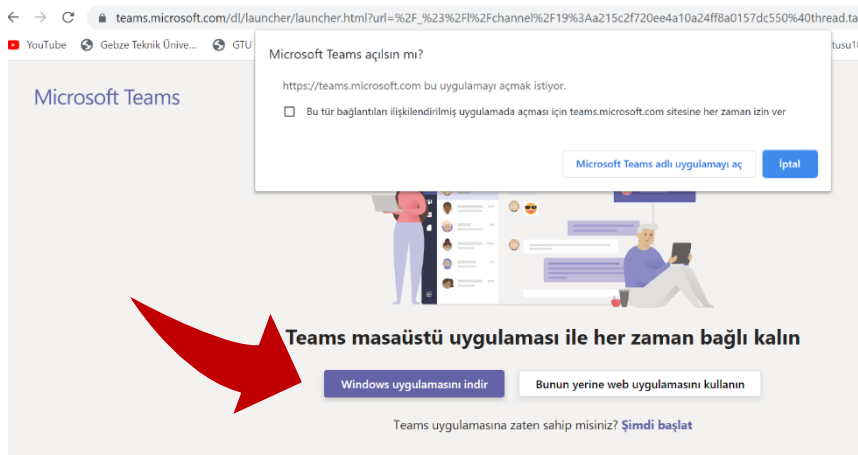 teams.microsoft.com/dl/launcher/launcher.html?url=%2F_%23%2Fl%2Fchannel%2F19%3Aa215c2f720ee4a10a24ff8a0157dc550%40thread.ta
YouTube Gebze Teknik Ünive... GTU
tusu1
Microsoft Teams açılsın mı?
https://teams.microsoft.com bu uygulamayı açmak istiyor.
Bu tür bağlantıları ilişkilendirilmiş uygulamada açması için teams.microsoft.com sitesine her zaman izin ver
Microsoft Teams adlı uygulamayı aç İptal
Microsoft Teams
Teams masaüstü uygulaması ile her zaman bağlı kalın
Windows uygulamasını indir Bunun yerine web uygulamasını kullanın
Teams uygulamasına zaten sahip misiniz? Şimdi başlat